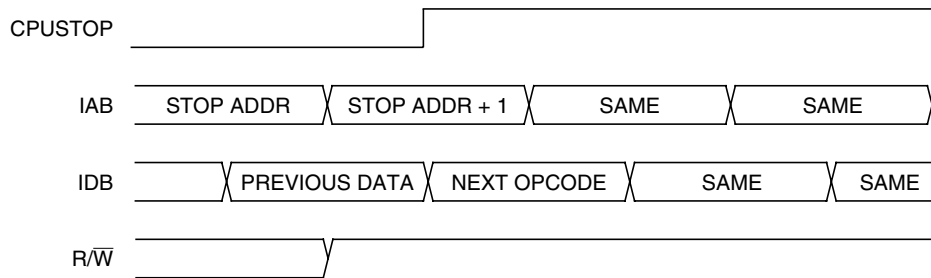 CPUSTOP
IAB STOP ADDR STOP ADDR + 1 SAME SAME
IDB PREVIOUS DATA NEXT OPCODE SAME SAME
R/W̅